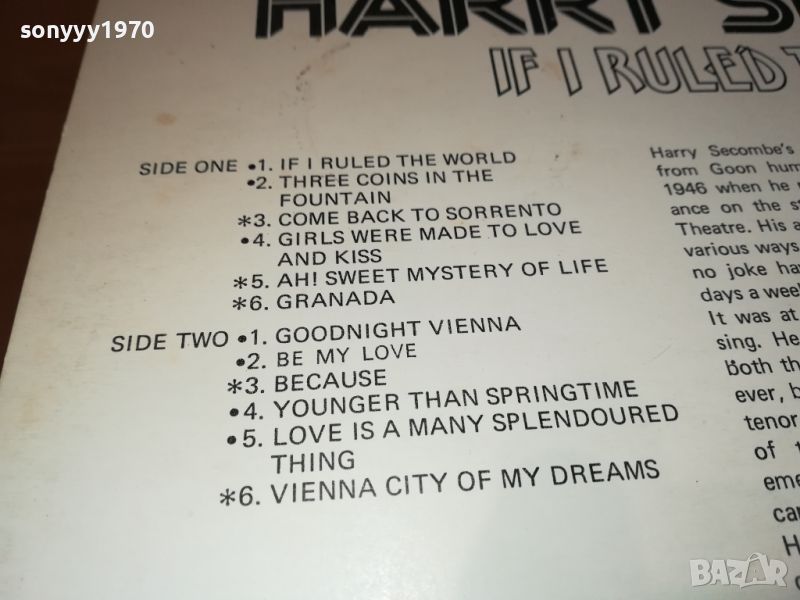 sonyyy1970
HARRY
IF I RULED
SIDE ONE •1. IF I RULED THE WORLD
•2. THREE COINS IN THE
FOUNTAIN
*3. COME BACK TO SORRENTO
•4. GIRLS WERE MADE TO LOVE
AND KISS
*5. AH! SWEET MYSTERY OF LIFE
*6. GRANADA
SIDE TWO •1. GOODNIGHT VIENNA
•2. BE MY LOVE
*3. BECAUSE
•4. YOUNGER THAN SPRINGTIME
•5. LOVE IS A MANY SPLENDOURED
THING
*6. VIENNA CITY OF MY DREAMS
Harry Secombe's
from Goon hum
1946 when he
ance on the st
Theatre. His a
various ways
no joke hav
days a week
It was at
sing. He
Both th
ever, b
tenor
of t
eme
car
H
BAZAR